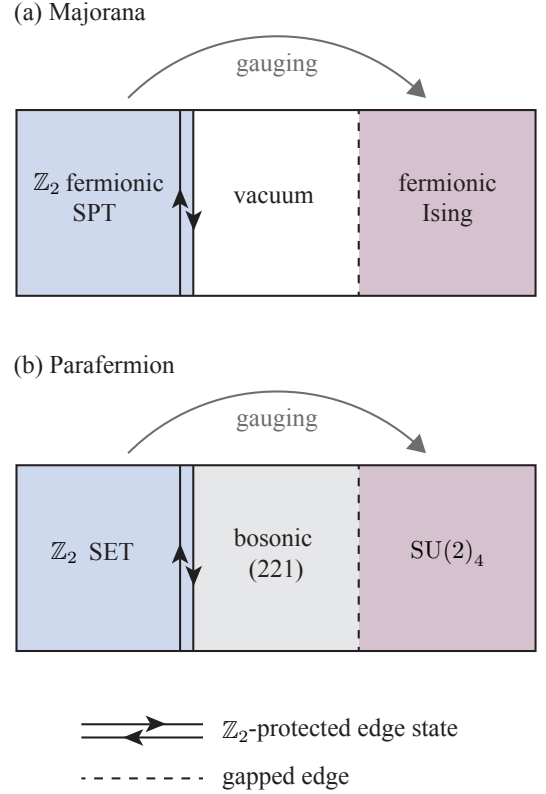 (a) Majorana
gauging
ℤ₂ fermionic
SPT
vacuum
fermionic
Ising
(b) Parafermion
gauging
ℤ₂ SET
bosonic
(221)
SU(2)₄
ℤ₂-protected edge state
gapped edge